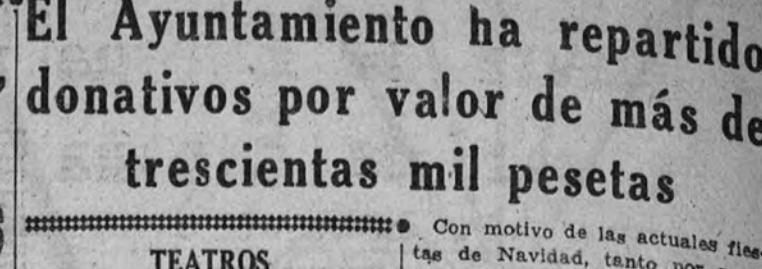 El Ayuntamiento ha repartido
donativos por valor de más de
trescientas mil pesetas
TEATROS
Con motivo de las actuales fies-
tas de Navidad, tanto por